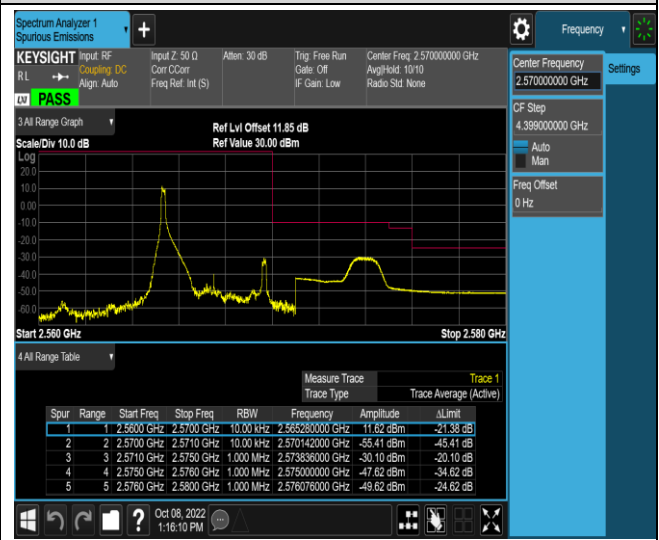 Spectrum Analyzer 1
Spurious Emissions
Frequency
KEYSIGHT
RL
LXI
PASS
Input: RF
Coupling: DC
Align: Auto
Input Z: 50 Ω
Corr CCorr
Freq Ref: Int (S)
Atten: 30 dB
Trig: Free Run
Gate: Off
IF Gain: Low
Center Freq: 2.570000000 GHz
Avg|Hold: 10/10
Radio Std: None
Center Frequency
2.570000000 GHz
Settings
CF Step
4.399000000 GHz
Auto
Man
Freq Offset
0 Hz
3 All Range Graph
Scale/Div 10.0 dB
Ref Lvl Offset 11.85 dB
Ref Value 30.00 dBm
Log
20.0
10.0
0.00
-10.0
-20.0
-30.0
-40.0
-50.0
-60.0
Start 2.560 GHz
Stop 2.580 GHz
4 All Range Table
Measure Trace Trace 1
Trace Type Trace Average (Active)
Spur Range Start Freq Stop Freq RBW Frequency Amplitude ΔLimit
1 1 2.5600 GHz 2.5700 GHz 10.00 kHz 2.565280000 GHz 11.62 dBm -21.38 dB
2 2 2.5700 GHz 2.5710 GHz 10.00 kHz 2.570142000 GHz -55.41 dBm -45.41 dB
3 3 2.5710 GHz 2.5750 GHz 1.000 MHz 2.573836000 GHz -30.10 dBm -20.10 dB
4 4 2.5750 GHz 2.5760 GHz 1.000 MHz 2.575000000 GHz -47.62 dBm -34.62 dB
5 5 2.5760 GHz 2.5800 GHz 1.000 MHz 2.576076000 GHz -49.62 dBm -24.62 dB
?
Oct 08, 2022
1:16:10 PM